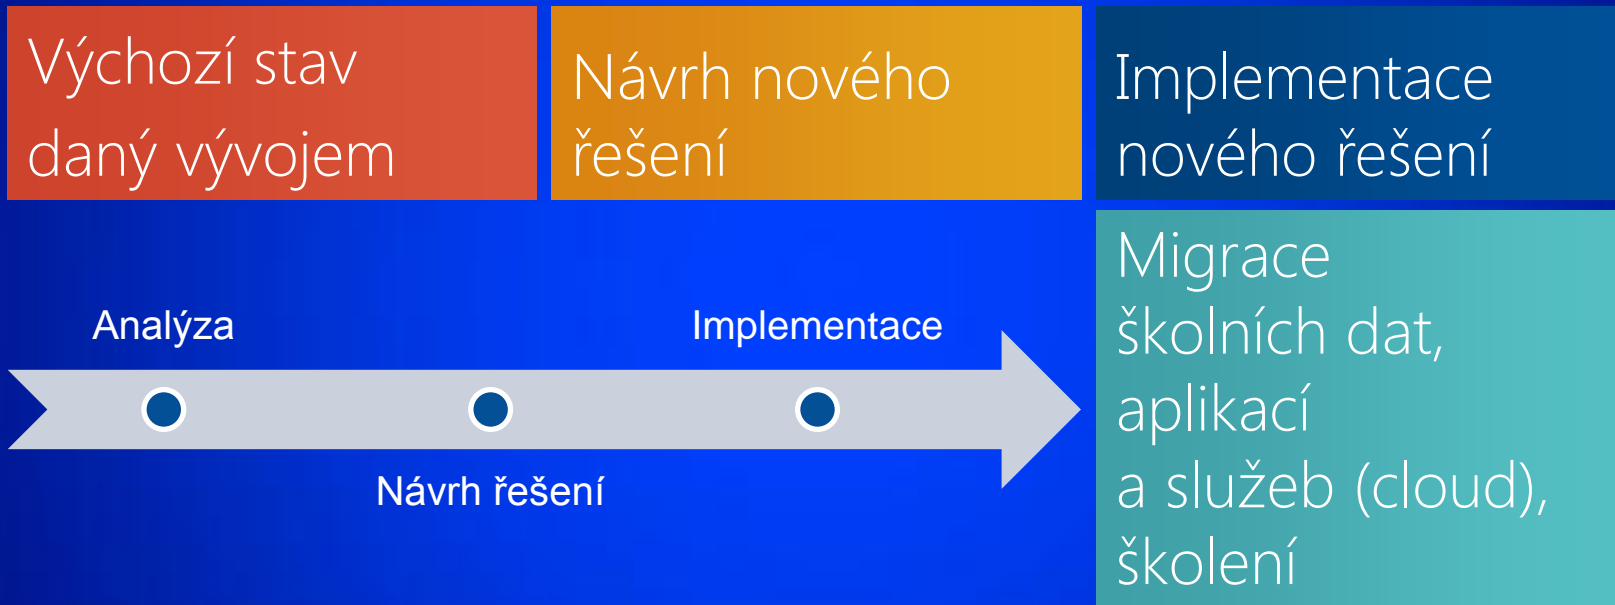 Výchozí stav
daný vývojem
Návrh nového
řešení
Implementace
nového řešení
Analýza
Návrh řešení
Implementace
Migrace
školních dat,
aplikací
a služeb (cloud),
školení